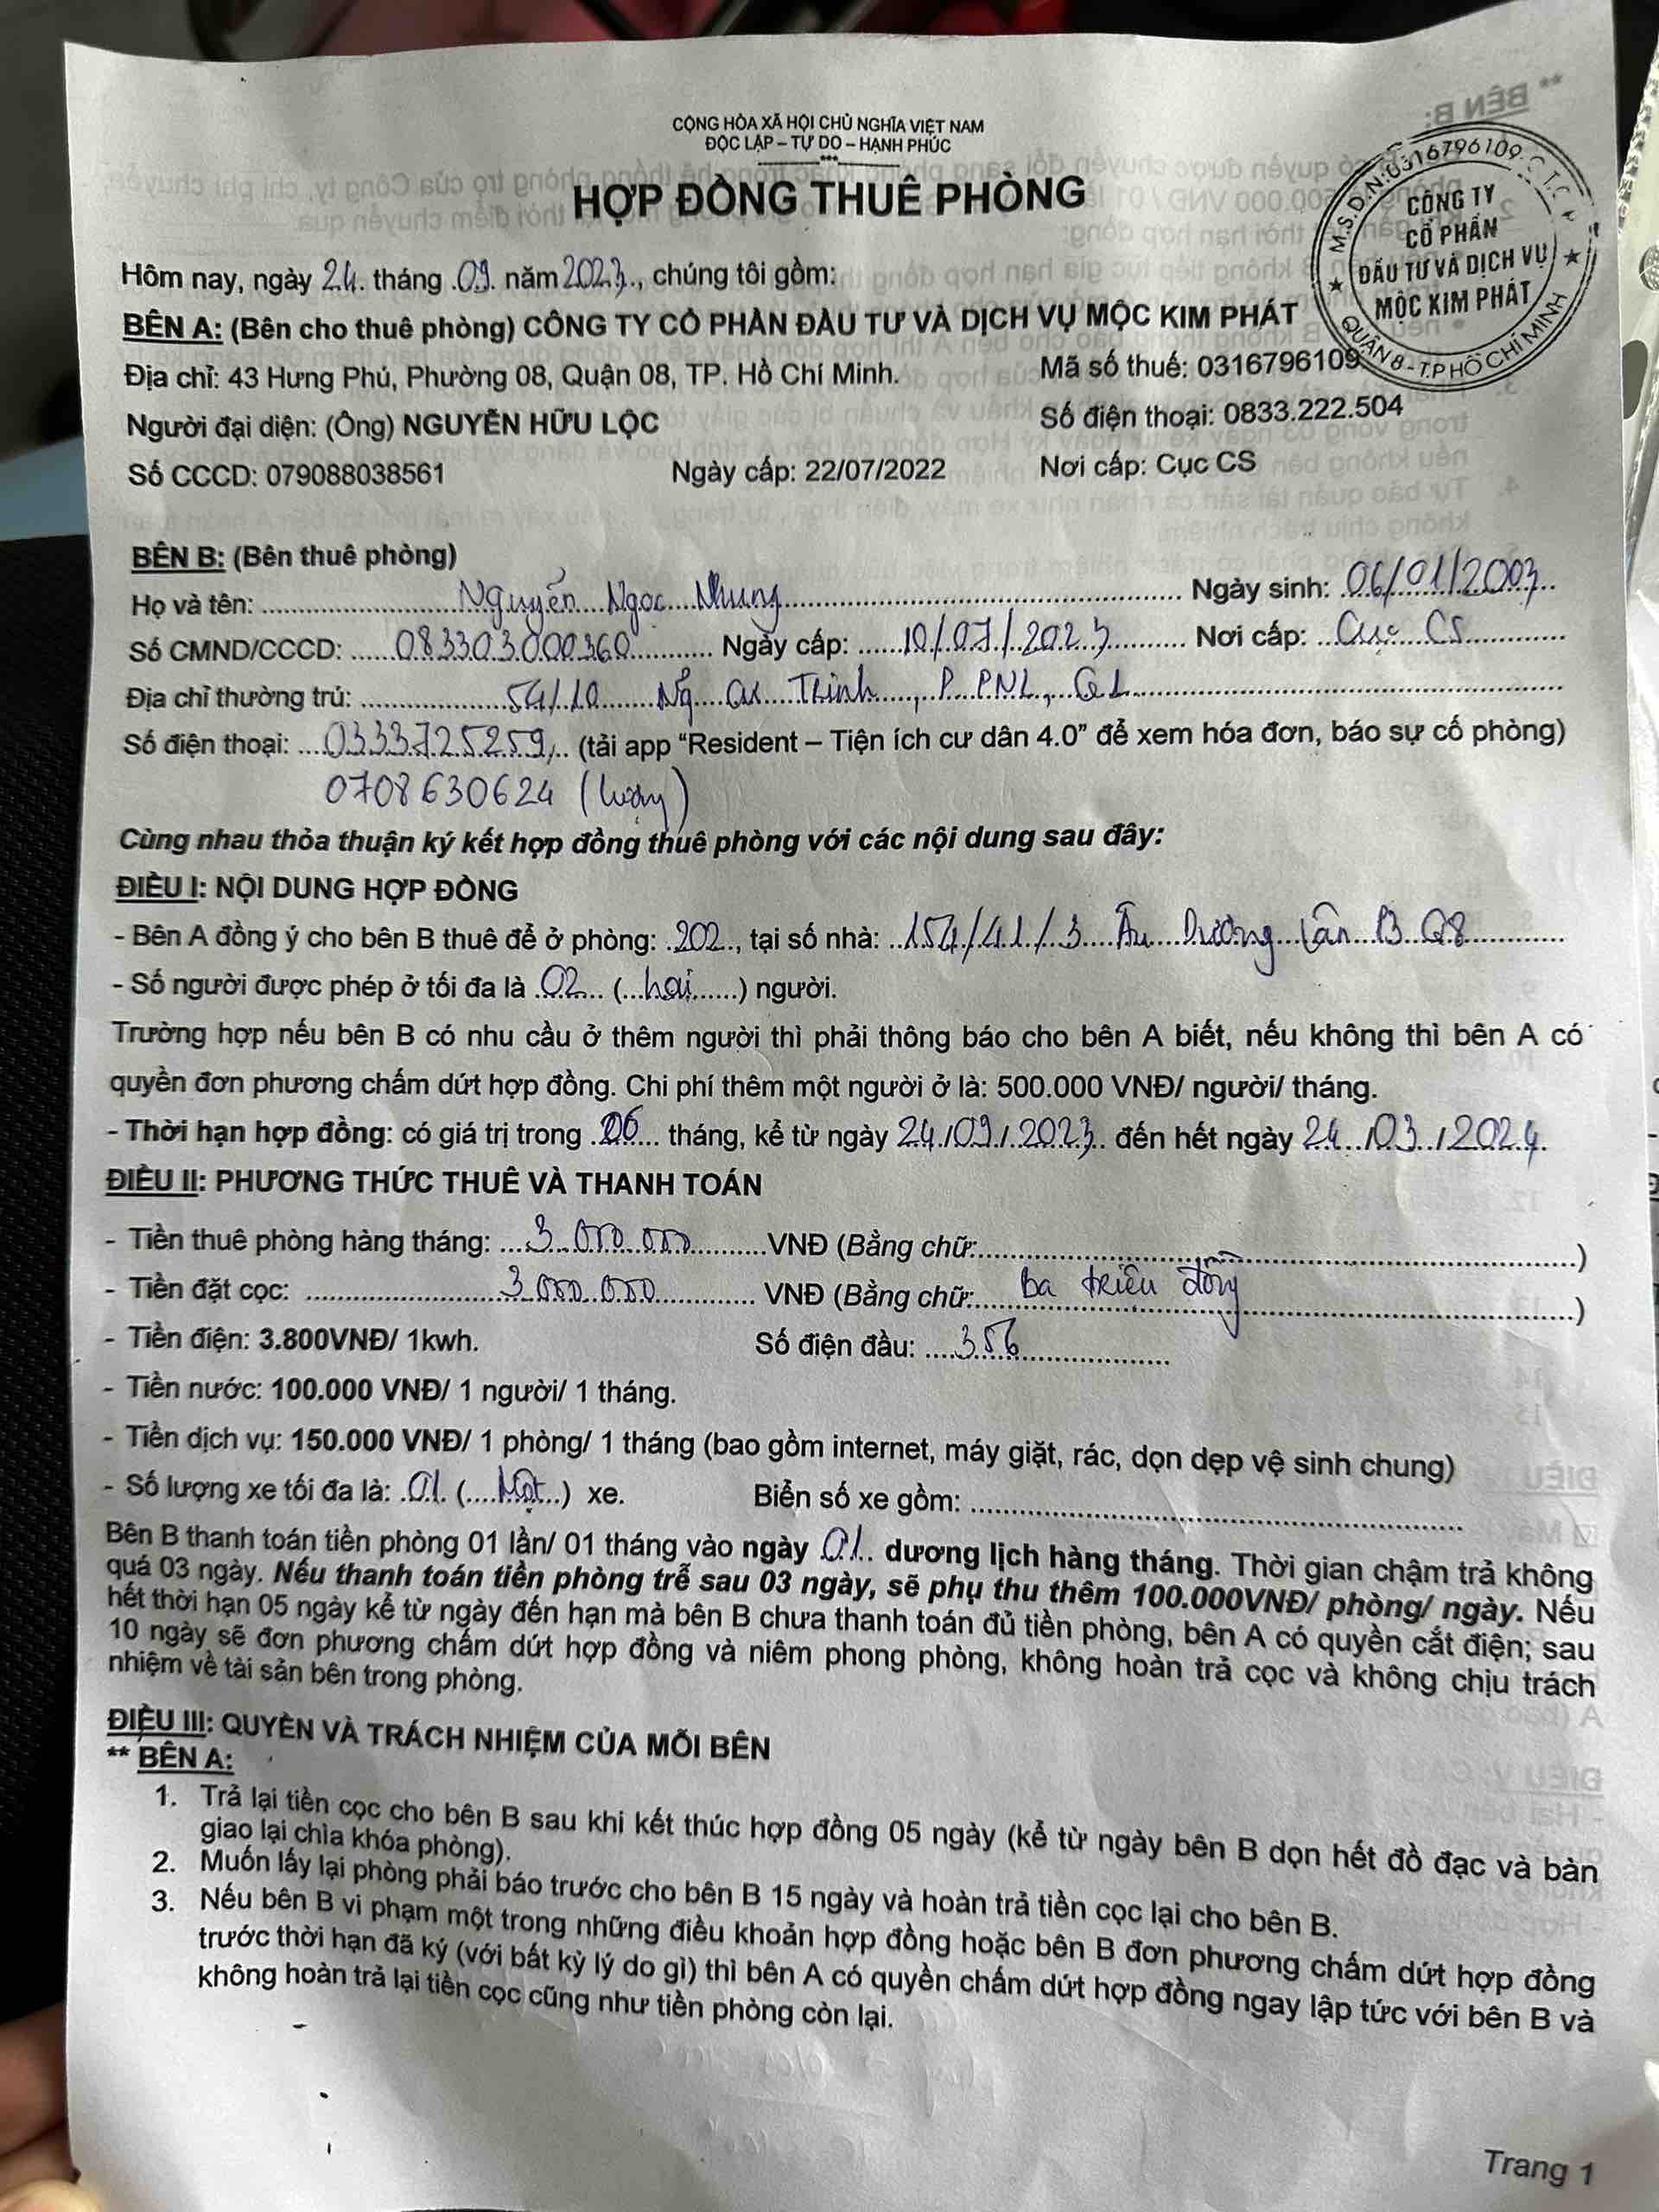 CỘNG HÒA XÃ HỘI CHỦ NGHĨA VIỆT NAM
ĐỘC LẬP – TỰ DO – HẠNH PHÚC
***
HỢP ĐỒNG THUÊ PHÒNG
M.S.D.N:0316796109-C.T.C.P
CÔNG TY
CỔ PHẦN
ĐẦU TƯ VÀ DỊCH VỤ
MỘC KIM PHÁT
QUẬN 8 - T.P HỒ CHÍ MINH
Hôm nay, ngày 24 tháng 09 năm 2023, chúng tôi gồm:
BÊN A: (Bên cho thuê phòng) CÔNG TY CỔ PHẦN ĐẦU TƯ VÀ DỊCH VỤ MỘC KIM PHÁT
Địa chỉ: 43 Hưng Phú, Phường 08, Quận 08, TP. Hồ Chí Minh. Mã số thuế: 0316796109
Người đại diện: (Ông) NGUYỄN HỮU LỘC Số điện thoại: 0833.222.504
Số CCCD: 079088038561 Ngày cấp: 22/07/2022 Nơi cấp: Cục CS
BÊN B: (Bên thuê phòng)
Họ và tên: Nguyễn Ngọc Nhung Ngày sinh: 06/01/2003
Số CMND/CCCD: 083303000360 Ngày cấp: 10/07/2023 Nơi cấp: Cục CS
Địa chỉ thường trú: 54/10 Ng Cư Trinh, P. PNL, Q1
Số điện thoại: 0333725259, (tải app “Resident – Tiện ích cư dân 4.0” để xem hóa đơn, báo sự cố phòng)
0708630624
Cùng nhau thỏa thuận ký kết hợp đồng thuê phòng với các nội dung sau đây:
ĐIỀU I: NỘI DUNG HỢP ĐỒNG
- Bên A đồng ý cho bên B thuê để ở phòng: 202, tại số nhà: 154/41/3 Âu Dương Lân P3 Q8
- Số người được phép ở tối đa là 02 (hai) người.
Trường hợp nếu bên B có nhu cầu ở thêm người thì phải thông báo cho bên A biết, nếu không thì bên A có
quyền đơn phương chấm dứt hợp đồng. Chi phí thêm một người ở là: 500.000 VNĐ/ người/ tháng.
- Thời hạn hợp đồng: có giá trị trong 06 tháng, kể từ ngày 24/09/2023 đến hết ngày 24/03/2024.
ĐIỀU II: PHƯƠNG THỨC THUÊ VÀ THANH TOÁN
- Tiền thuê phòng hàng tháng: 3.000.000 VNĐ (Bằng chữ: )
- Tiền đặt cọc: 3.000.000 VNĐ (Bằng chữ: Ba triệu đồng )
- Tiền điện: 3.800VNĐ/ 1kwh. Số điện đầu: 356
- Tiền nước: 100.000 VNĐ/ 1 người/ 1 tháng.
- Tiền dịch vụ: 150.000 VNĐ/ 1 phòng/ 1 tháng (bao gồm internet, máy giặt, rác, dọn dẹp vệ sinh chung)
- Số lượng xe tối đa là: 01 (Một) xe. Biển số xe gồm:
Bên B thanh toán tiền phòng 01 lần/ 01 tháng vào ngày 01 dương lịch hàng tháng. Thời gian chậm trả không
quá 03 ngày. Nếu thanh toán tiền phòng trễ sau 03 ngày, sẽ phụ thu thêm 100.000VNĐ/ phòng/ ngày. Nếu
hết thời hạn 05 ngày kể từ ngày đến hạn mà bên B chưa thanh toán đủ tiền phòng, bên A có quyền cắt điện; sau
10 ngày sẽ đơn phương chấm dứt hợp đồng và niêm phong phòng, không hoàn trả cọc và không chịu trách
nhiệm về tài sản bên trong phòng.
ĐIỀU III: QUYỀN VÀ TRÁCH NHIỆM CỦA MỖI BÊN
** BÊN A:
1. Trả lại tiền cọc cho bên B sau khi kết thúc hợp đồng 05 ngày (kể từ ngày bên B dọn hết đồ đạc và bàn
giao lại chìa khóa phòng).
2. Muốn lấy lại phòng phải báo trước cho bên B 15 ngày và hoàn trả tiền cọc lại cho bên B.
3. Nếu bên B vi phạm một trong những điều khoản hợp đồng hoặc bên B đơn phương chấm dứt hợp đồng
trước thời hạn đã ký (với bất kỳ lý do gì) thì bên A có quyền chấm dứt hợp đồng ngay lập tức với bên B và
không hoàn trả lại tiền cọc cũng như tiền phòng còn lại.
Trang 1